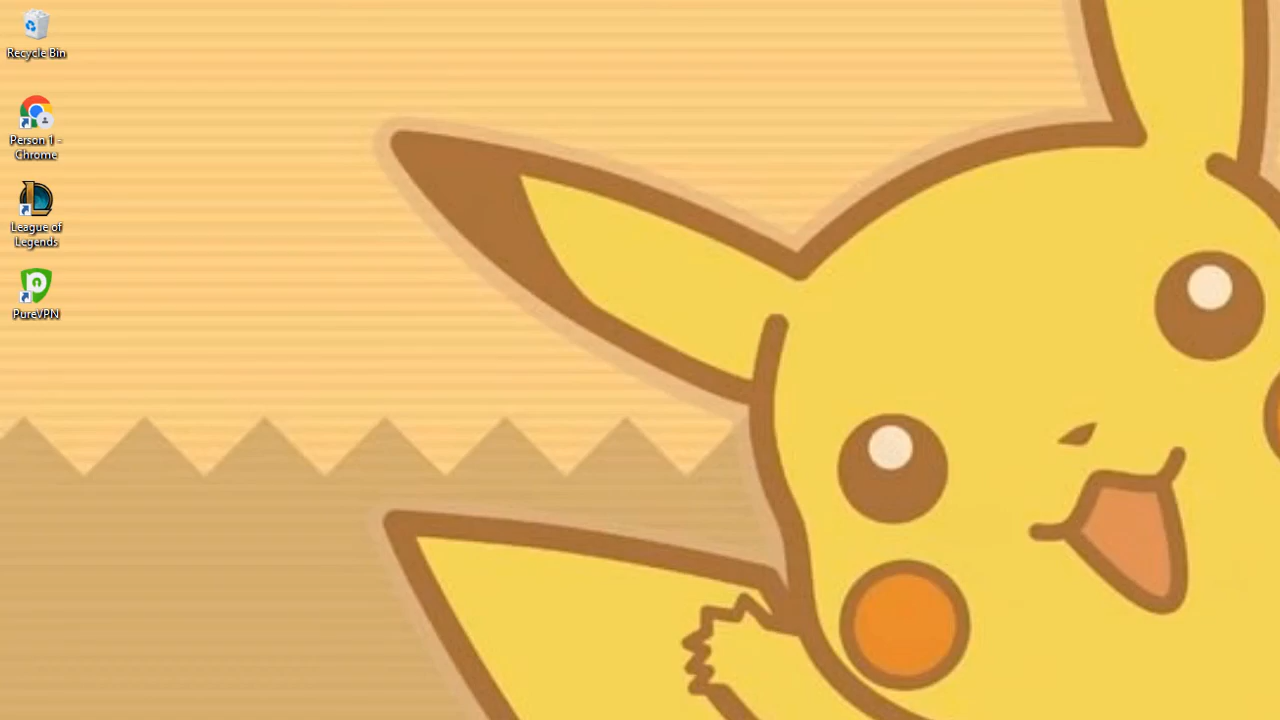 Recycle Bin
Person 1 -
Chrome
League of
Legends
PureVPN